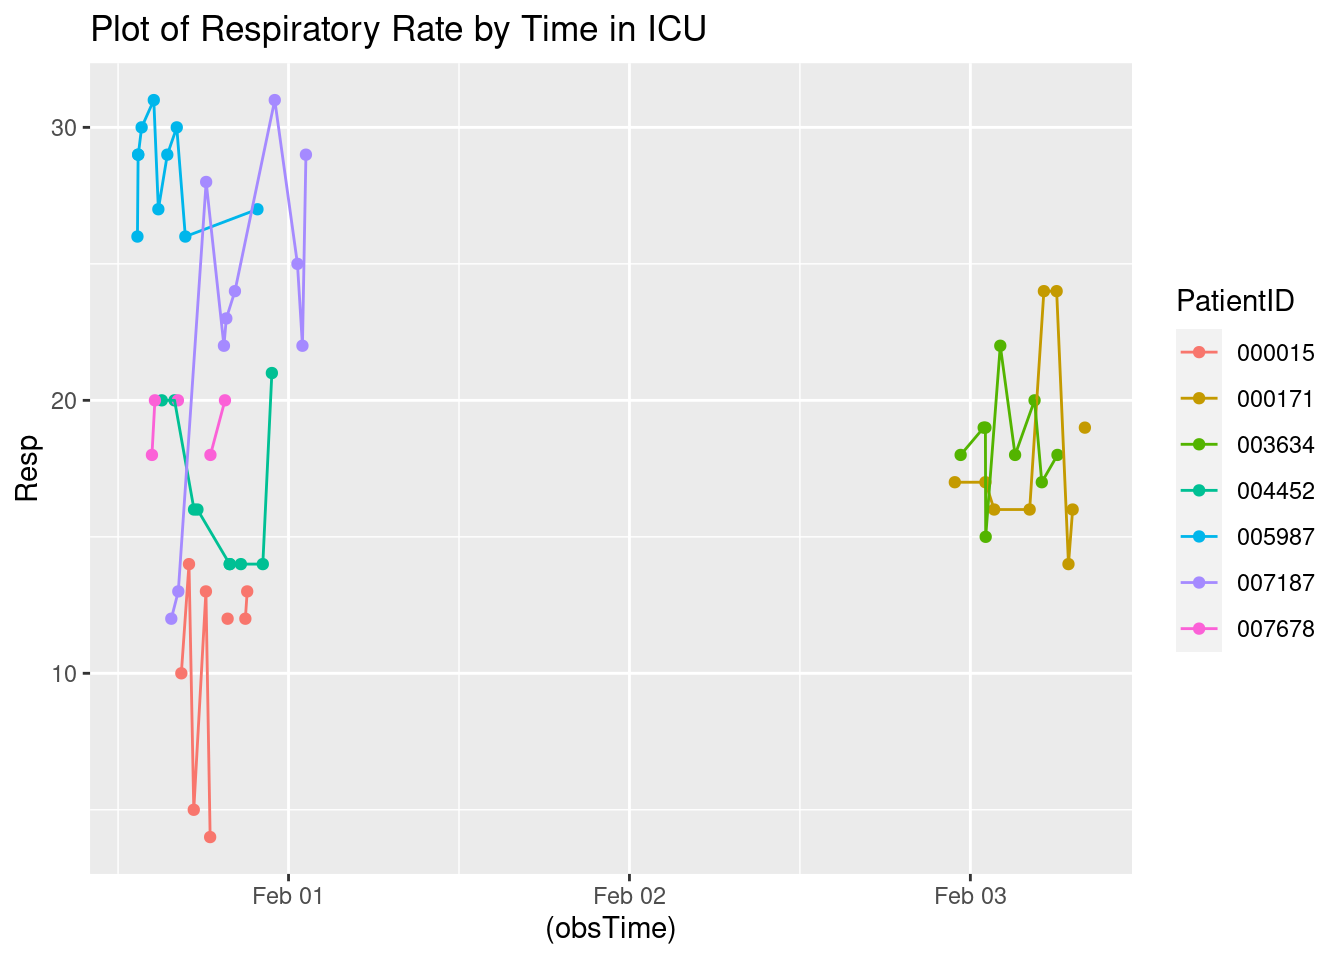 Plot of Respiratory Rate by Time in ICU
30
20
10
Resp
Feb 01
Feb 02
Feb 03
(obsTime)
PatientID
000015
000171
003634
004452
005987
007187
007678